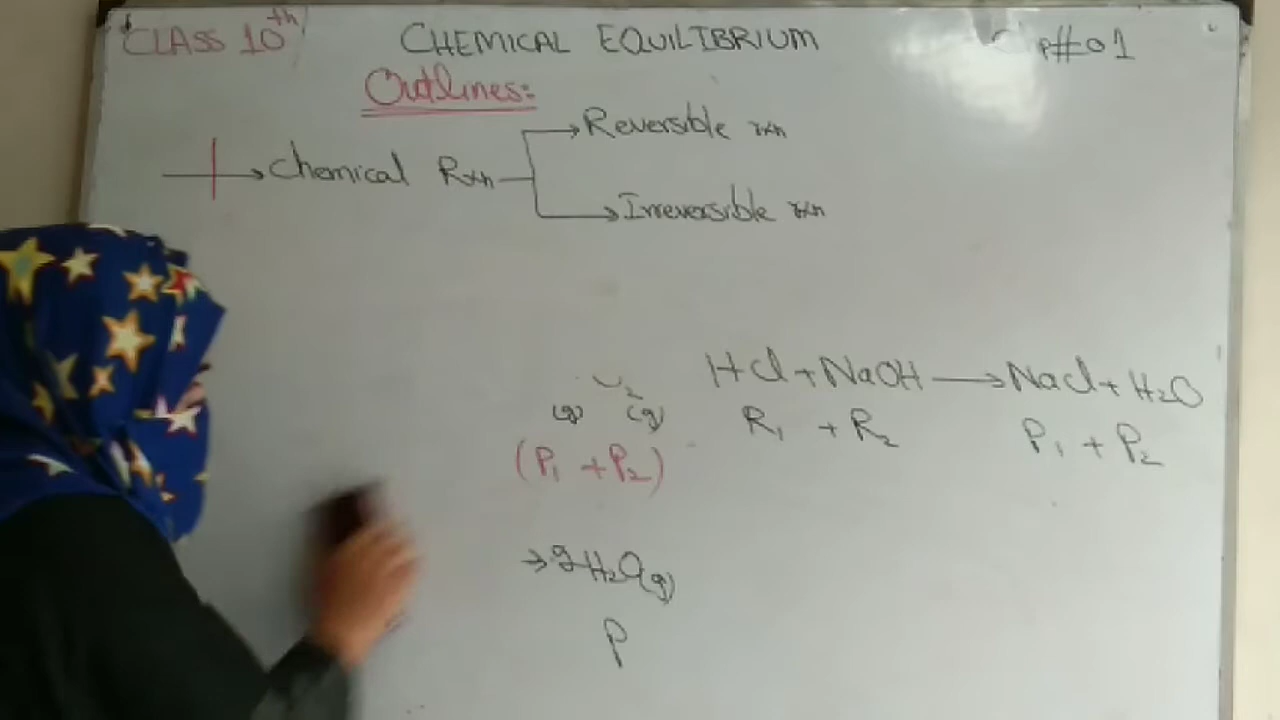 CLASS 10th CHEMICAL EQUILIBRIUM p#01
Outlines:
Chemical Rxn
Reversible rxn
Irreversible rxn
HCl + NaOH → NaCl + H2O
R1 + R2 P1 + P2
(g) (g)
(P1 + P2)
→ 2H2O(g)
P